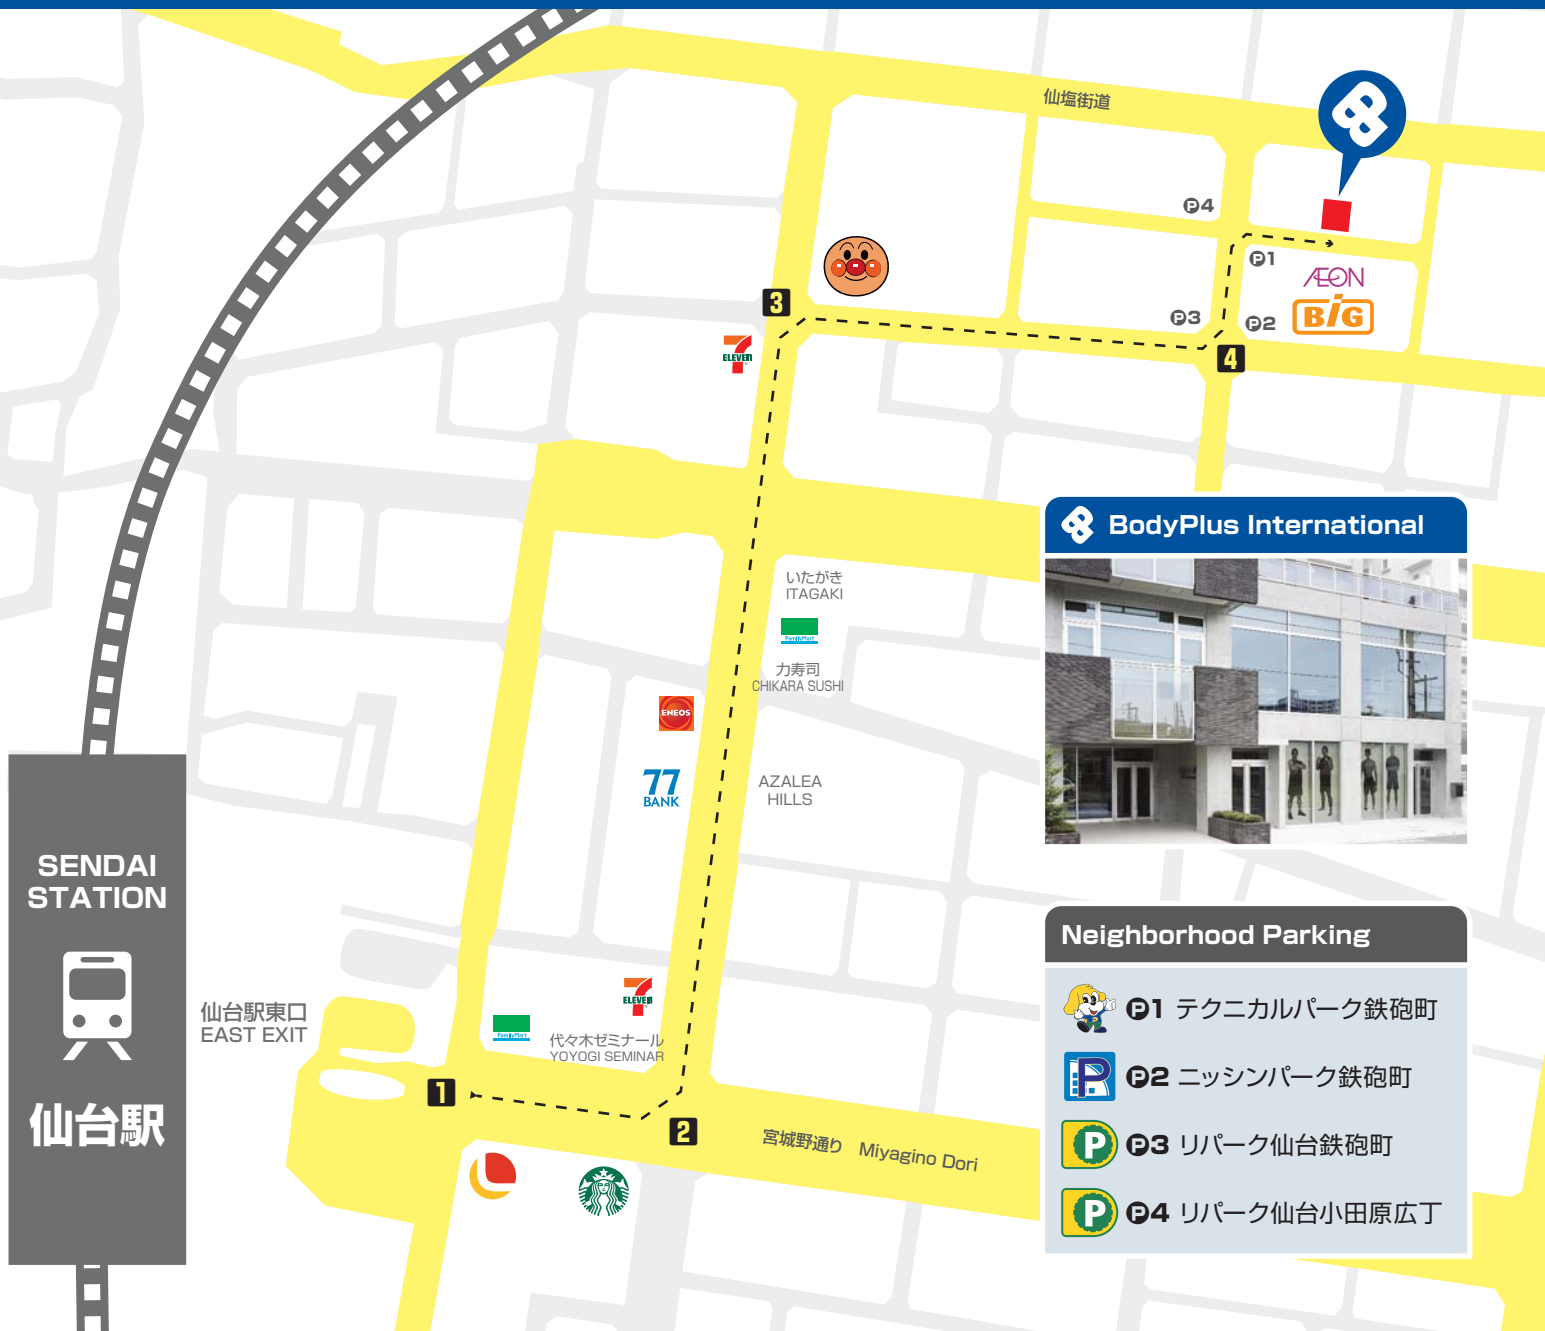 仙塩街道
P4
P1
ÆON
BIG
P3
P2
3
4
7
ELEVEN
BodyPlus International
いたがき
ITAGAKI
FamilyMart
力寿司
CHIKARA SUSHI
ENEOS
77
BANK
AZALEA
HILLS
SENDAI
STATION
仙台駅
仙台駅東口
EAST EXIT
7
ELEVEN
FamilyMart
代々木ゼミナール
YOYOGI SEMINAR
1
2
宮城野通り Miyagino Dori
Neighborhood Parking
P1 テクニカルパーク鉄砲町
P P2 ニッシンパーク鉄砲町
P P3 リパーク仙台鉄砲町
P P4 リパーク仙台小田原広丁